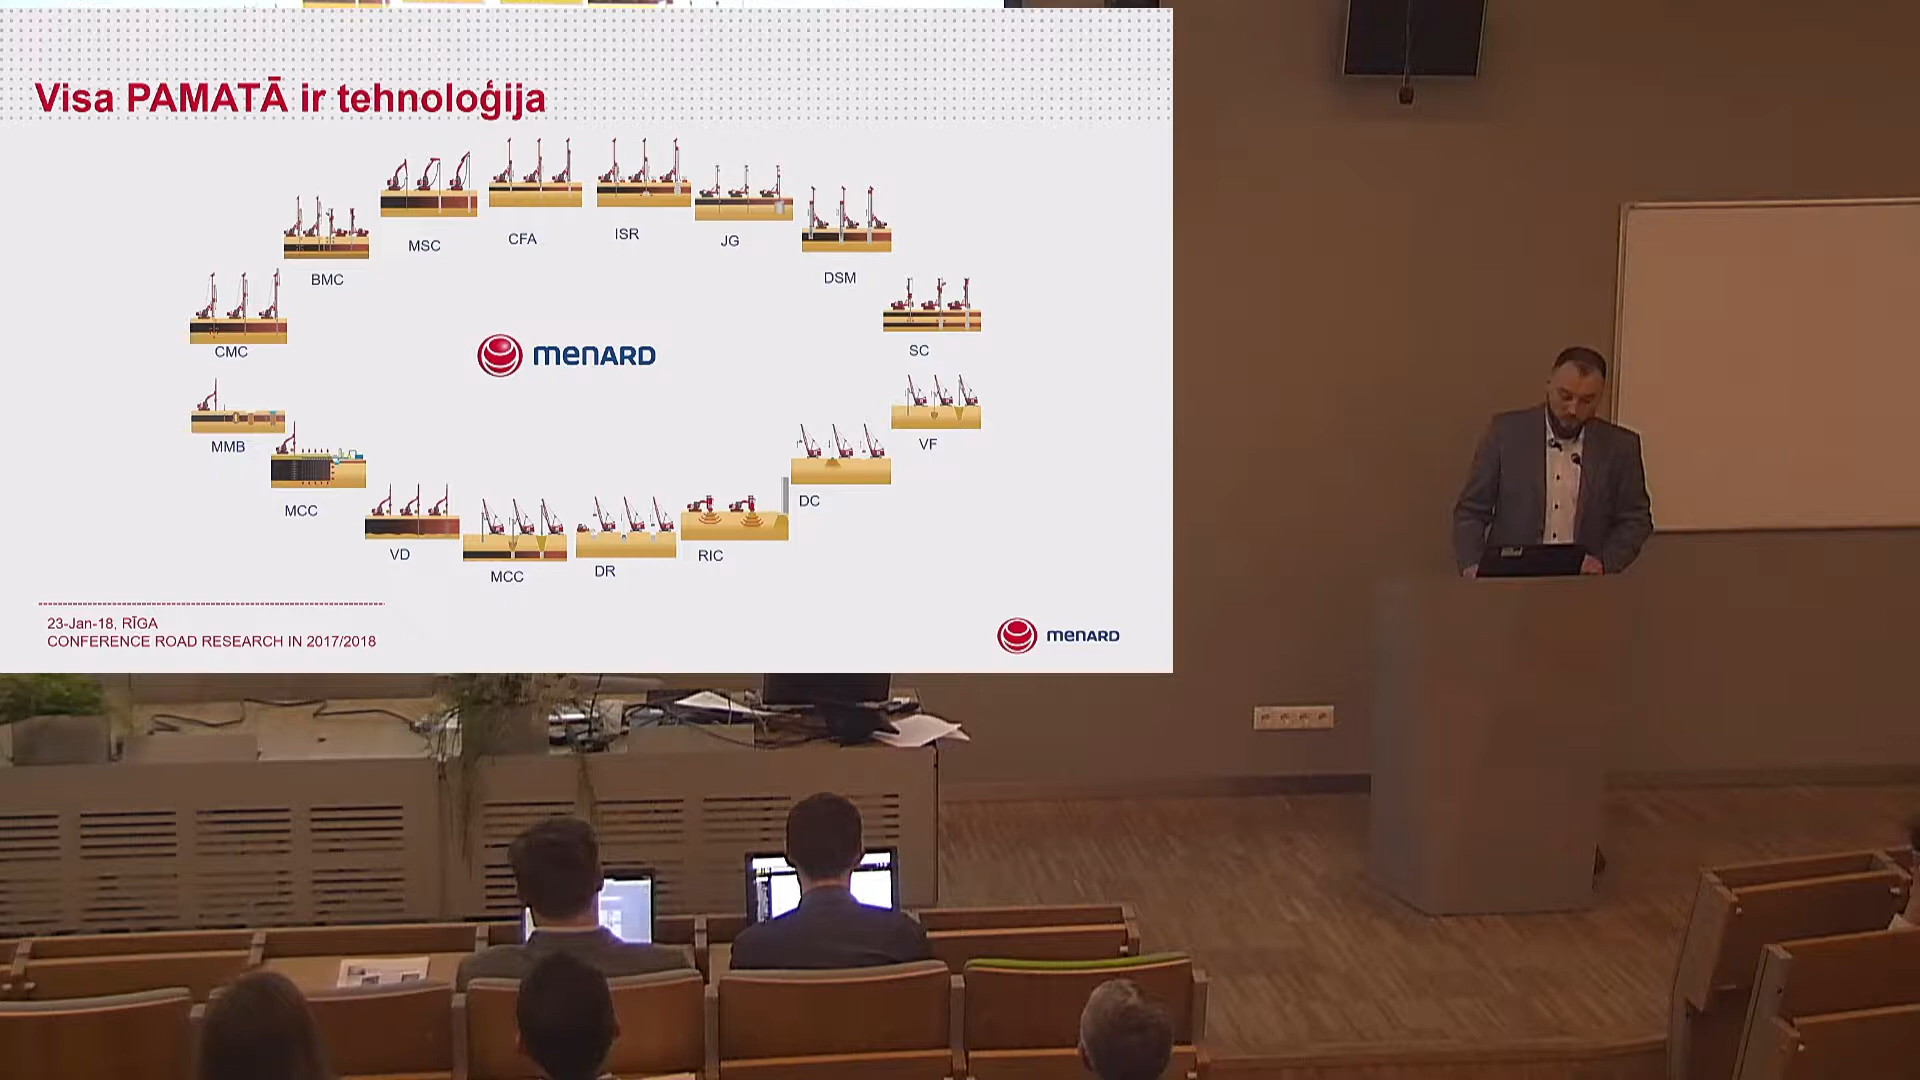 Visa PAMATĀ ir tehnoloģija
MSC
CFA
ISR
JG
BMC
DSM
CMC
SC
menARD
MMB
VF
MCC
DC
VD
MCC
DR
RIC
23-Jan-18, RĪGA
CONFERENCE ROAD RESEARCH IN 2017/2018
menARD